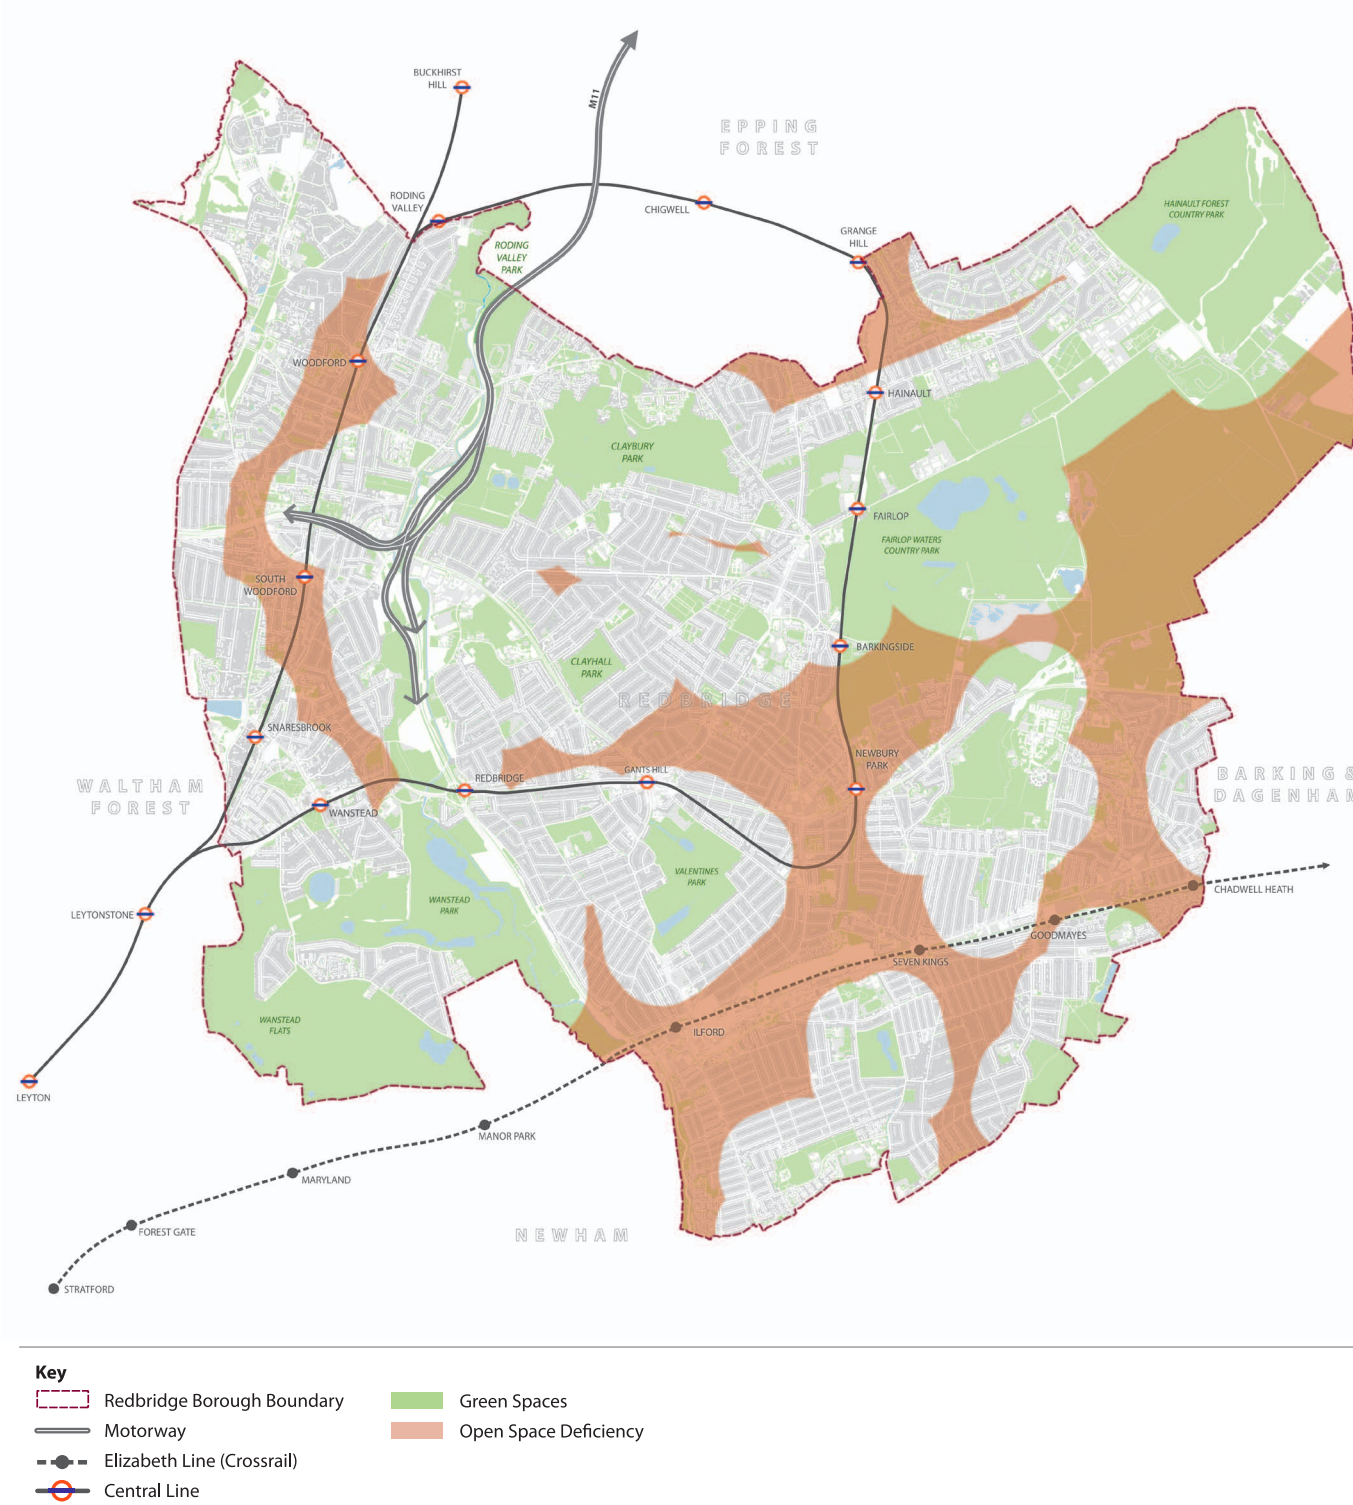 BUCKHIRST
HILL
M11
EPPING
FOREST
RODING
VALLEY
CHIGWELL
HAINAULT FOREST
COUNTRY PARK
GRANGE
HILL
RODING
VALLEY
PARK
WOODFORD
HAINAULT
CLAYBURY
PARK
FAIRLOP
FAIRLOP WATERS
COUNTRY PARK
SOUTH
WOODFORD
BARKINGSIDE
CLAYHALL
PARK
REDBRIDGE
SNARESBROOK
NEWBURY
PARK
WALTHAM
FOREST
REDBRIDGE
GANTS HILL
BARKING &
DAGENHAM
WANSTEAD
VALENTINES
PARK
CHADWELL HEATH
WANSTEAD
PARK
LEYTONSTONE
GOODMAYES
SEVEN KINGS
WANSTEAD
FLATS
ILFORD
LEYTON
MANOR PARK
MARYLAND
FOREST GATE
NEWHAM
STRATFORD
Key
Redbridge Borough Boundary
Green Spaces
Motorway
Open Space Deficiency
Elizabeth Line (Crossrail)
Central Line